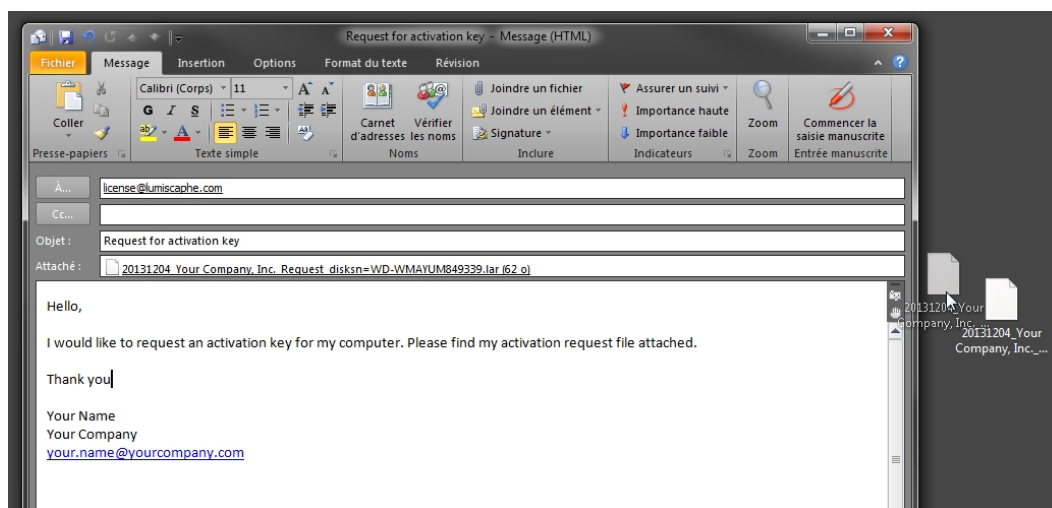 Request for activation key - Message (HTML)
Fichier Message Insertion Options Format du texte Révision
Coller
Calibri (Corps) 11
G I S
Presse-papiers
Texte simple
Carnet d'adresses
Vérifier les noms
Noms
Joindre un fichier
Joindre un élément
Signature
Inclure
Assurer un suivi
Importance haute
Importance faible
Indicateurs
Zoom
Zoom
Commencer la
saisie manuscrite
Entrée manuscrite
À... license@lumiscaphe.com
Cc...
Objet : Request for activation key
Attaché : 20131204_Your Company, Inc._Request_disksn=WD-WMAYUM849339.lar (62 o)
Hello,
I would like to request an activation key for my computer. Please find my activation request file attached.
Thank you
Your Name
Your Company
your.name@yourcompany.com
20131204_Your
Company, Inc._...
20131204_Your
Company, Inc._...